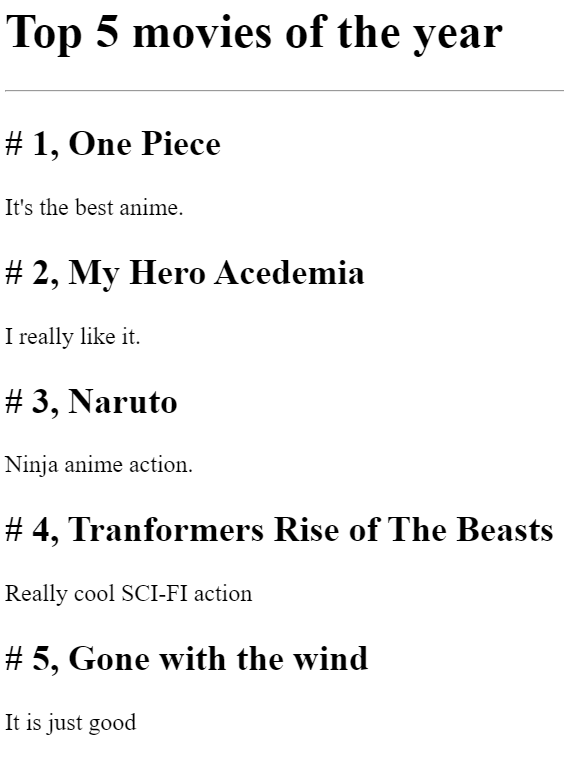 Top 5 movies of the year
# 1, One Piece
It's the best anime.
# 2, My Hero Acedemia
I really like it.
# 3, Naruto
Ninja anime action.
# 4, Tranformers Rise of The Beasts
Really cool SCI-FI action
# 5, Gone with the wind
It is just good